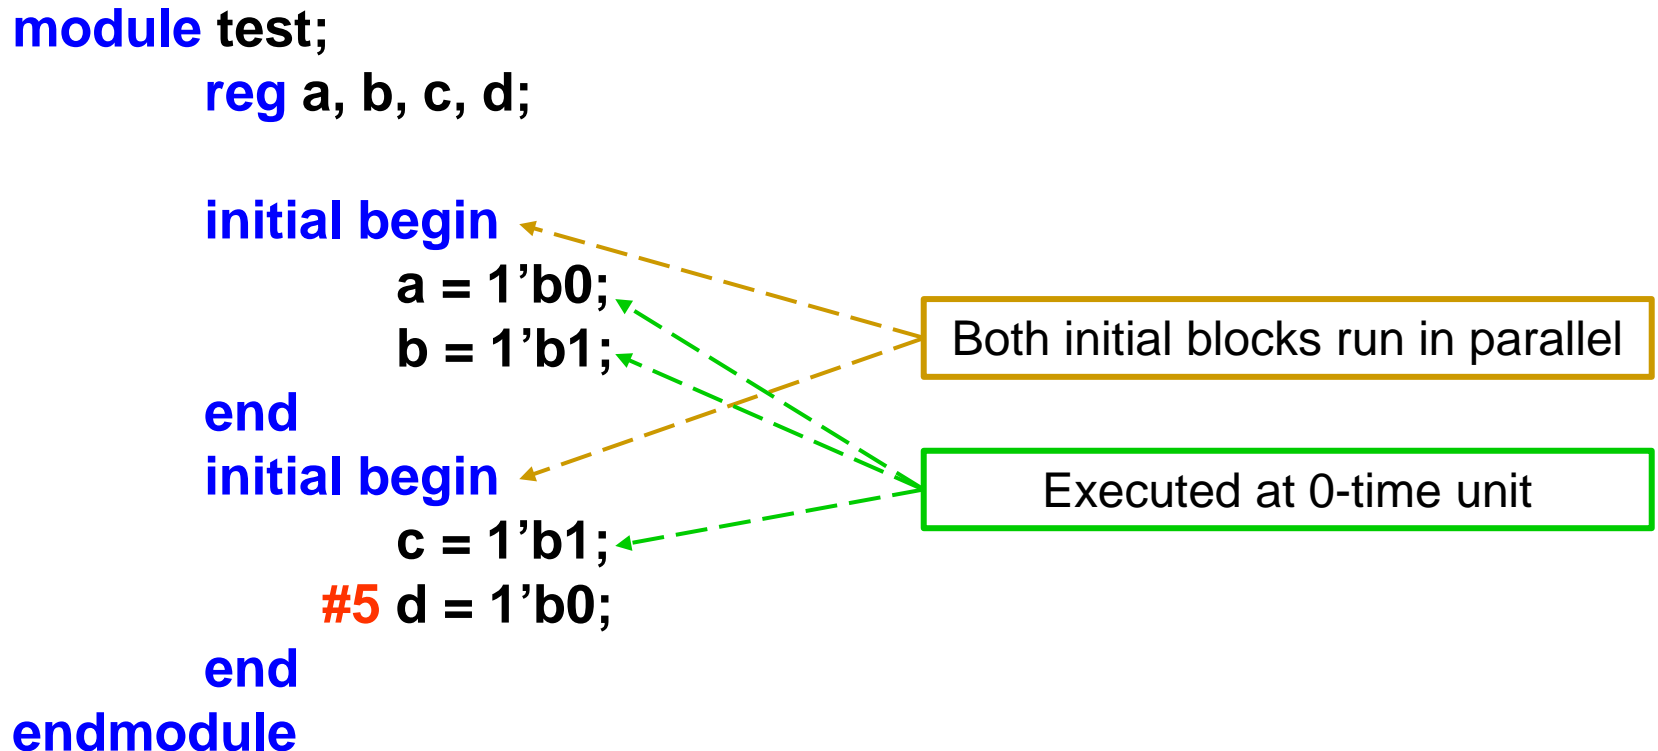 module test;
reg a, b, c, d;
initial begin
a = 1’b0;
b = 1’b1;
end
initial begin
c = 1’b1;
#5 d = 1’b0;
end
endmodule
Both initial blocks run in parallel
Executed at 0-time unit